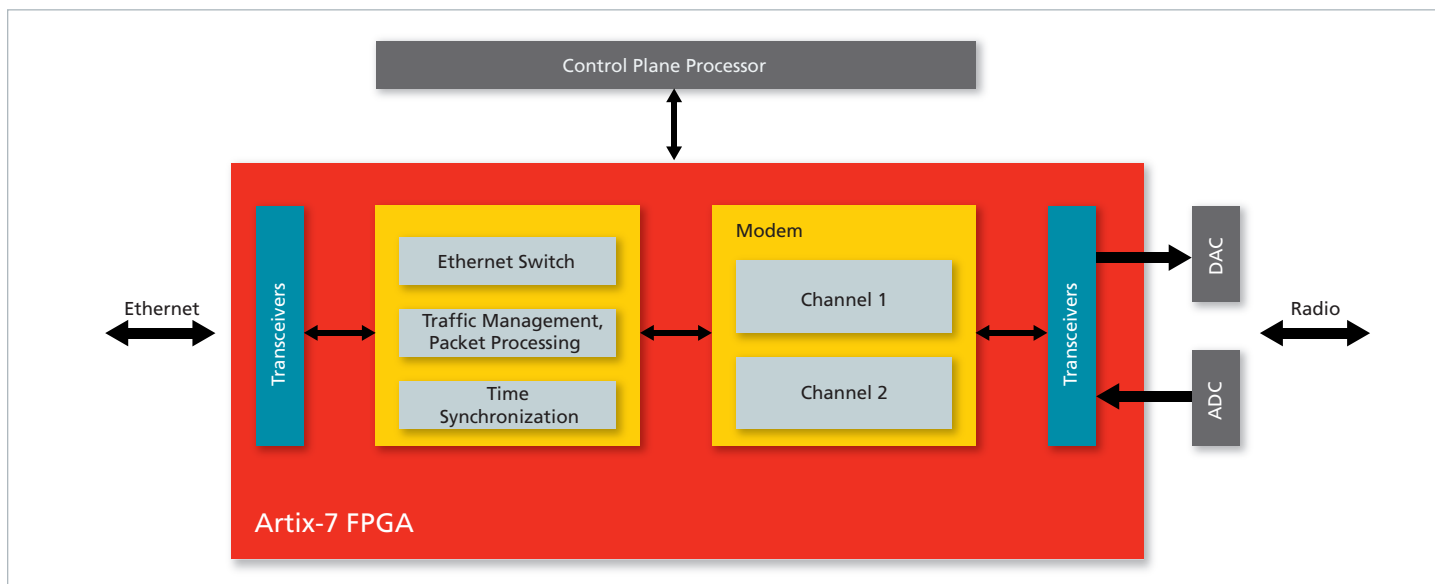 Control Plane Processor
Ethernet
Transceivers
Ethernet Switch
Traffic Management,
Packet Processing
Time
Synchronization
Modem
Channel 1
Channel 2
Transceivers
DAC
ADC
Radio
Artix-7 FPGA